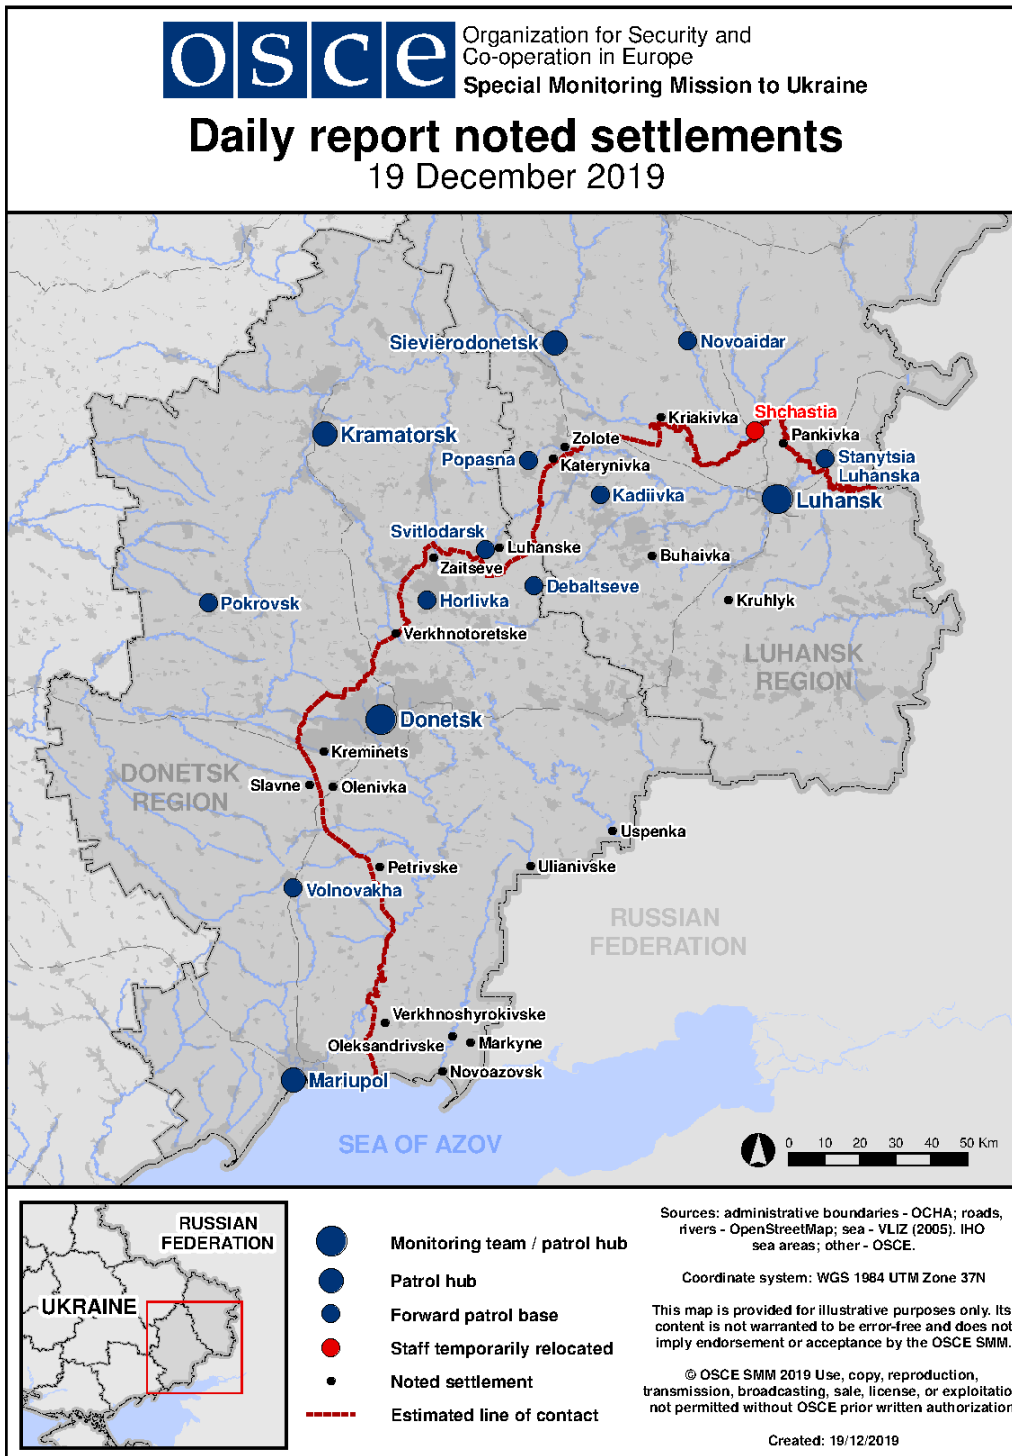 osce
Organization for Security and
Co-operation in Europe
Special Monitoring Mission to Ukraine
Daily report noted settlements
19 December 2019
Sievierodonetsk
Novoaidar
Kriakivka
Shchastia
Kramatorsk
Zolote
Pankivka
Popasna
Katerynivka
Stanytsia
Luhanska
Kadiivka
Luhansk
Svitlodarsk
Luhanske
Zaitseve
Buhaivka
Debaltseve
Pokrovsk
Horlivka
Kruhlyk
Verkhnotoretske
LUHANSK
REGION
Donetsk
Kreminets
DONETSK
REGION
Slavne
Olenivka
Uspenka
Petrivske
Ulianivske
Volnovakha
RUSSIAN
FEDERATION
Verkhnoshyrokivske
Oleksandrivske
Markyne
Novoazovsk
Mariupol
SEA OF AZOV
0 10 20 30 40 50 Km
RUSSIAN
FEDERATION
UKRAINE
Monitoring team / patrol hub
Patrol hub
Forward patrol base
Staff temporarily relocated
Noted settlement
Estimated line of contact
Sources: administrative boundaries - OCHA; roads,
rivers - OpenStreetMap; sea - VLIZ (2005). IHO
sea areas; other - OSCE.
Coordinate system: WGS 1984 UTM Zone 37N
This map is provided for illustrative purposes only. Its
content is not warranted to be error-free and does not
imply endorsement or acceptance by the OSCE SMM.
© OSCE SMM 2019 Use, copy, reproduction,
transmission, broadcasting, sale, license, or exploitatio
not permitted without OSCE prior written authorization
Created: 19/12/2019